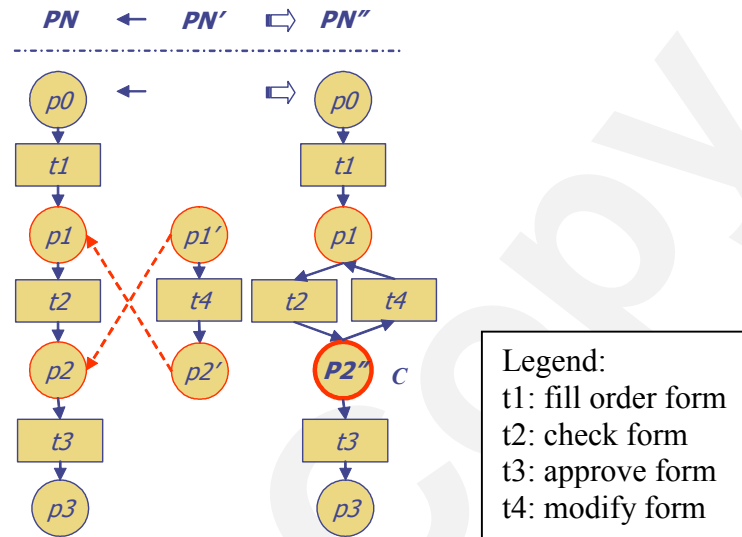 PN PN' PN"
p0 p0
t1 t1
p1 p1' p1
t2 t4 t2 t4
p2 p2' P2" C
t3 t3
p3 p3
Legend:
t1: fill order form
t2: check form
t3: approve form
t4: modify form
Copy